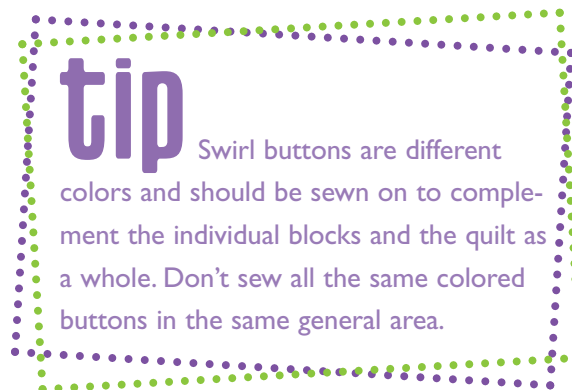 tip Swirl buttons are different
colors and should be sewn on to comple-
ment the individual blocks and the quilt as
a whole. Don’t sew all the same colored
buttons in the same general area.